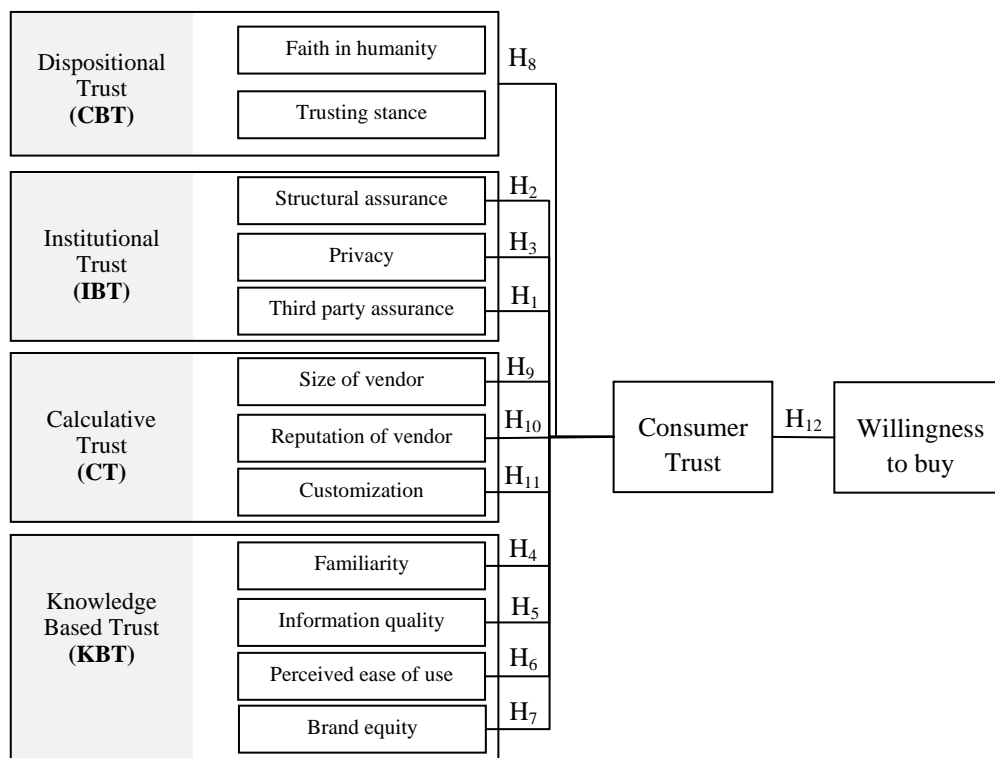 Dispositional
Trust
(CBT)
Faith in humanity
Trusting stance
H₈
Institutional
Trust
(IBT)
Structural assurance
H₂
Privacy
H₃
Third party assurance
H₁
Calculative
Trust
(CT)
Size of vendor
H₉
Reputation of vendor
H₁₀
Customization
H₁₁
Knowledge
Based Trust
(KBT)
Familiarity
H₄
Information quality
H₅
Perceived ease of use
H₆
Brand equity
H₇
Consumer
Trust
H₁₂
Willingness
to buy